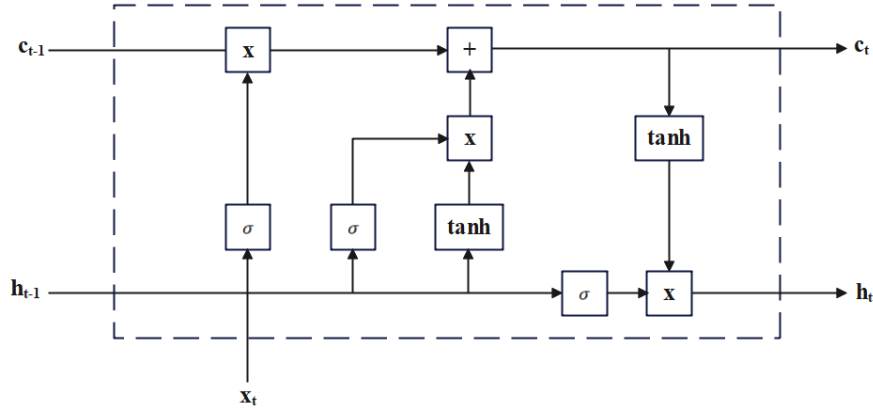 c_{t-1} x + c_t
x tanh
σ σ tanh
h_{t-1} σ x h_t
x_t